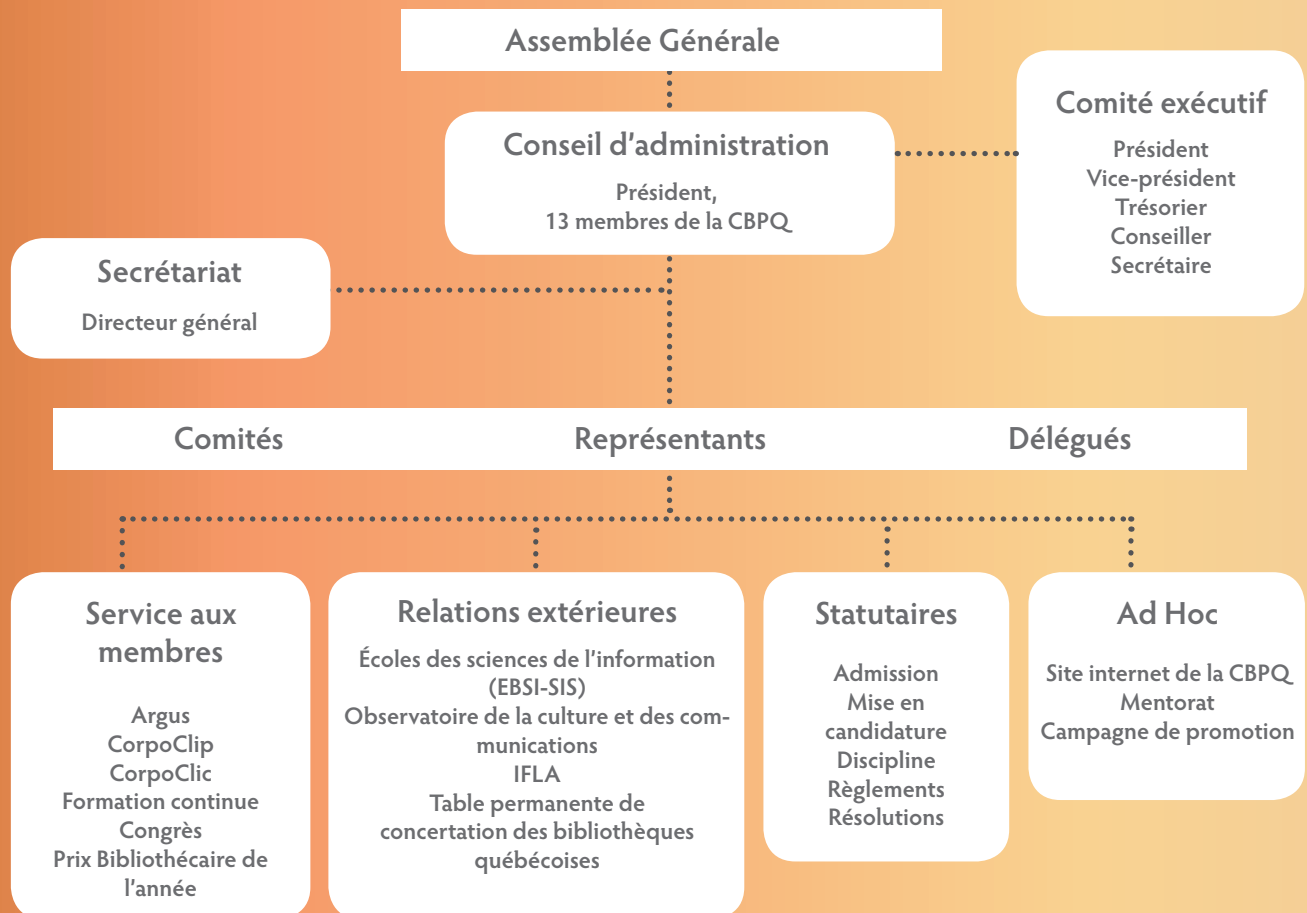 Assemblée Générale
Conseil d'administration
Président,
13 membres de la CBPQ
Comité exécutif
Président
Vice-président
Trésorier
Conseiller
Secrétaire
Secrétariat
Directeur général
Comités Représentants Délégués
Service aux
membres
Argus
CorpoClip
CorpoClic
Formation continue
Congrès
Prix Bibliothécaire de
l'année
Relations extérieures
Écoles des sciences de l'information
(EBSI-SIS)
Observatoire de la culture et des com-
munications
IFLA
Table permanente de
concertation des bibliothèques
québécoises
Statutaires
Admission
Mise en
candidature
Discipline
Règlements
Résolutions
Ad Hoc
Site internet de la CBPQ
Mentorat
Campagne de promotion